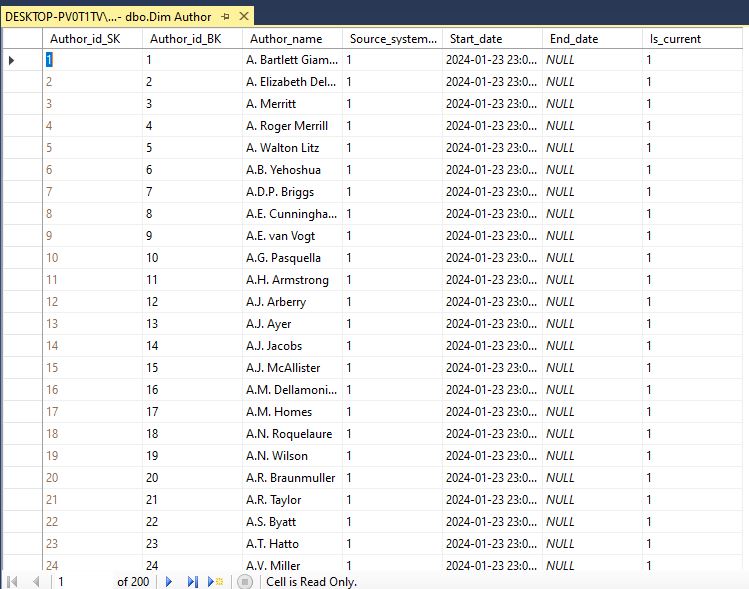 DESKTOP-PV0T1TV\...- dbo.Dim Author
Author_id_SK Author_id_BK Author_name Source_system... Start_date End_date Is_current
1 1 A. Bartlett Giam... 1 2024-01-23 23:0... NULL 1
2 2 A. Elizabeth Del... 1 2024-01-23 23:0... NULL 1
3 3 A. Merritt 1 2024-01-23 23:0... NULL 1
4 4 A. Roger Merrill 1 2024-01-23 23:0... NULL 1
5 5 A. Walton Litz 1 2024-01-23 23:0... NULL 1
6 6 A.B. Yehoshua 1 2024-01-23 23:0... NULL 1
7 7 A.D.P. Briggs 1 2024-01-23 23:0... NULL 1
8 8 A.E. Cunningha... 1 2024-01-23 23:0... NULL 1
9 9 A.E. van Vogt 1 2024-01-23 23:0... NULL 1
10 10 A.G. Pasquella 1 2024-01-23 23:0... NULL 1
11 11 A.H. Armstrong 1 2024-01-23 23:0... NULL 1
12 12 A.J. Arberry 1 2024-01-23 23:0... NULL 1
13 13 A.J. Ayer 1 2024-01-23 23:0... NULL 1
14 14 A.J. Jacobs 1 2024-01-23 23:0... NULL 1
15 15 A.J. McAllister 1 2024-01-23 23:0... NULL 1
16 16 A.M. Dellamoni... 1 2024-01-23 23:0... NULL 1
17 17 A.M. Homes 1 2024-01-23 23:0... NULL 1
18 18 A.N. Roquelaure 1 2024-01-23 23:0... NULL 1
19 19 A.N. Wilson 1 2024-01-23 23:0... NULL 1
20 20 A.R. Braunmuller 1 2024-01-23 23:0... NULL 1
21 21 A.R. Taylor 1 2024-01-23 23:0... NULL 1
22 22 A.S. Byatt 1 2024-01-23 23:0... NULL 1
23 23 A.T. Hatto 1 2024-01-23 23:0... NULL 1
24 24 A.V. Miller 1 2024-01-23 23:0... NULL 1
1 of 200 Cell is Read Only.